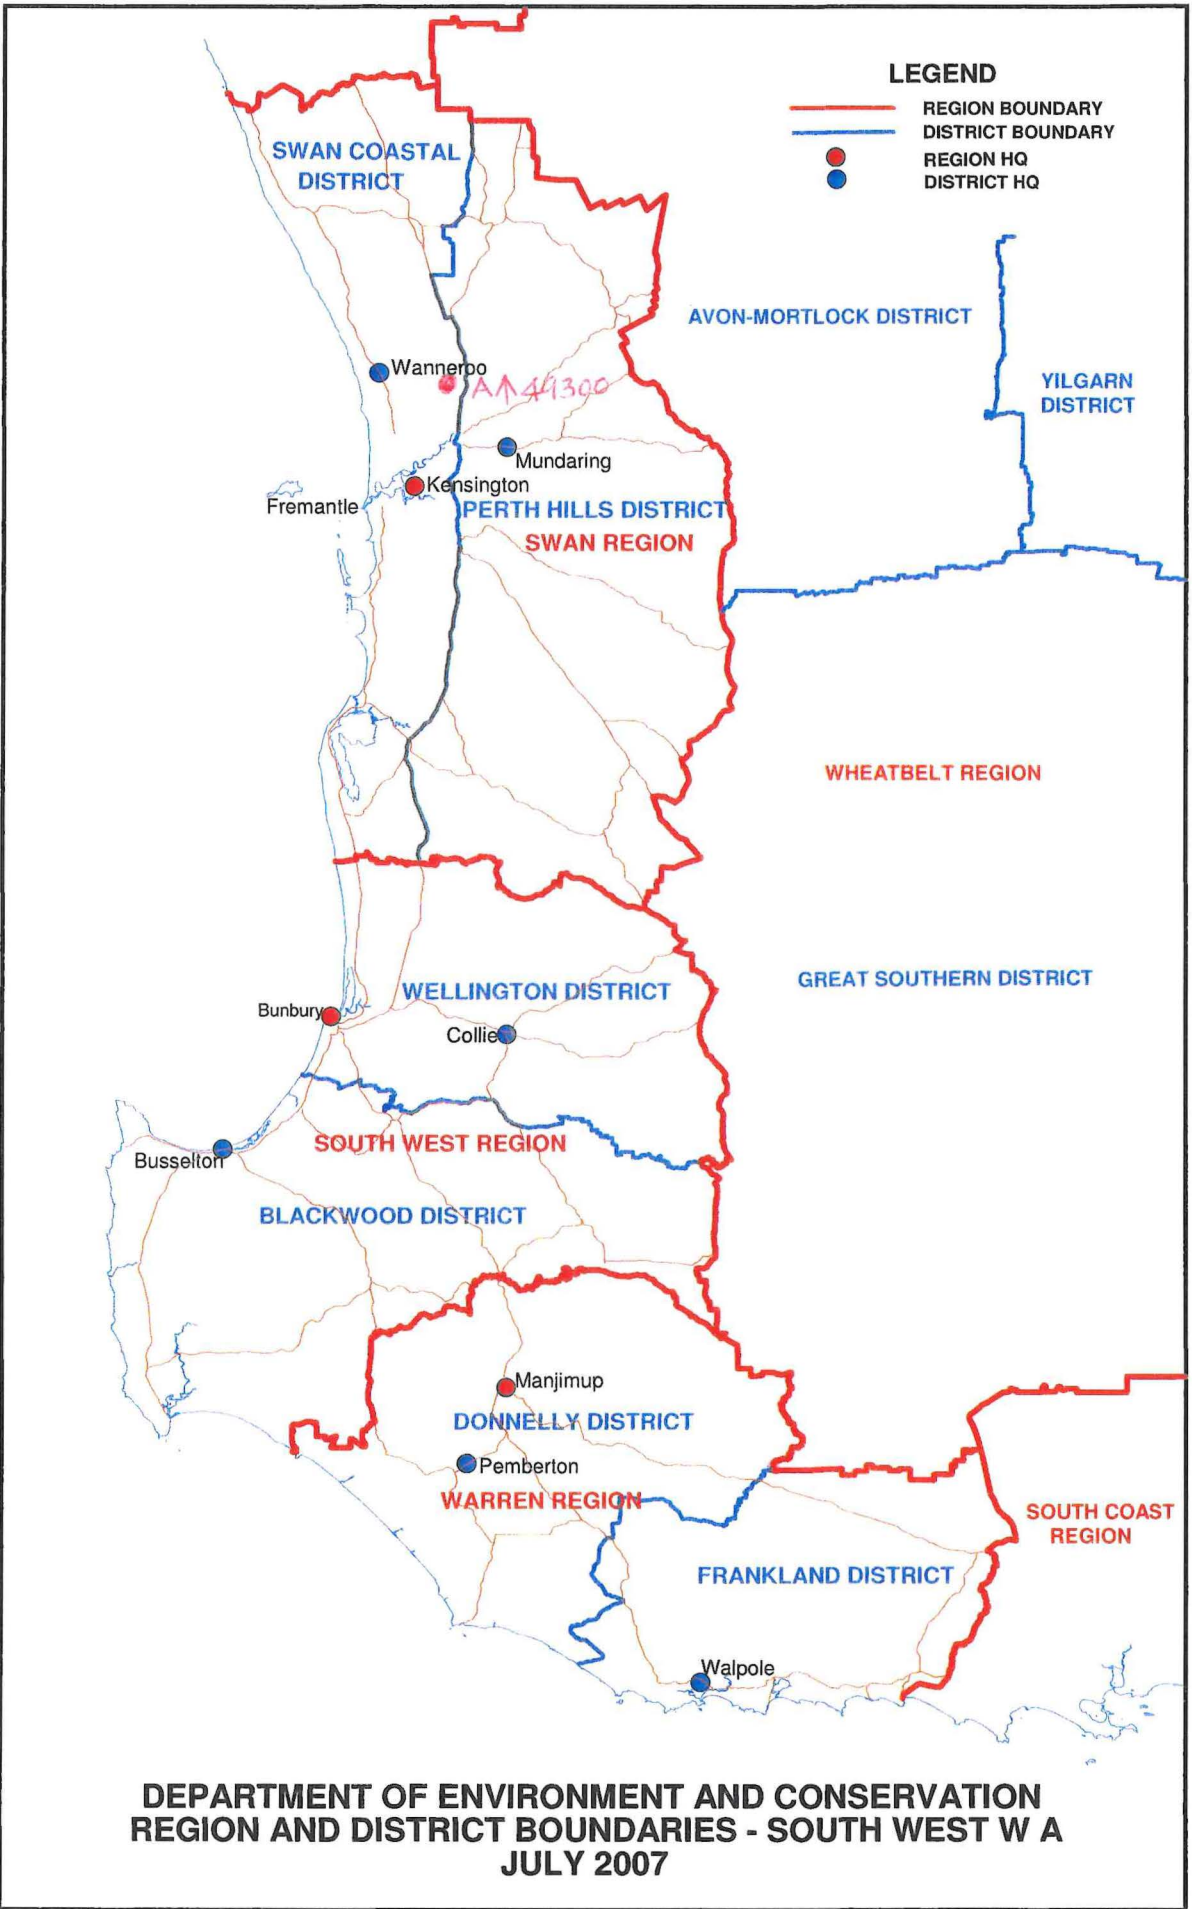 LEGEND
REGION BOUNDARY
DISTRICT BOUNDARY
REGION HQ
DISTRICT HQ
SWAN COASTAL
DISTRICT
AVON-MORTLOCK DISTRICT
YILGARN
DISTRICT
Wanneroo
A↑49300
Mundaring
Kensington
Fremantle
PERTH HILLS DISTRICT
SWAN REGION
WHEATBELT REGION
GREAT SOUTHERN DISTRICT
WELLINGTON DISTRICT
Bunbury
Collie
SOUTH WEST REGION
Busselton
BLACKWOOD DISTRICT
Manjimup
DONNELLY DISTRICT
Pemberton
WARREN REGION
SOUTH COAST
REGION
FRANKLAND DISTRICT
Walpole
DEPARTMENT OF ENVIRONMENT AND CONSERVATION
REGION AND DISTRICT BOUNDARIES - SOUTH WEST W A
JULY 2007